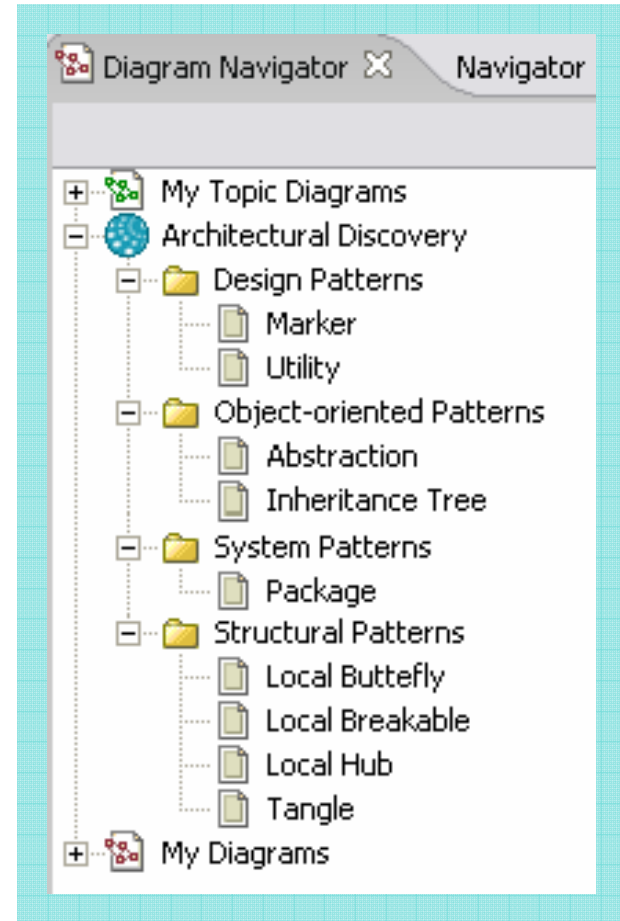 Diagram Navigator Navigator
My Topic Diagrams
Architectural Discovery
Design Patterns
Marker
Utility
Object-oriented Patterns
Abstraction
Inheritance Tree
System Patterns
Package
Structural Patterns
Local Buttefly
Local Breakable
Local Hub
Tangle
My Diagrams